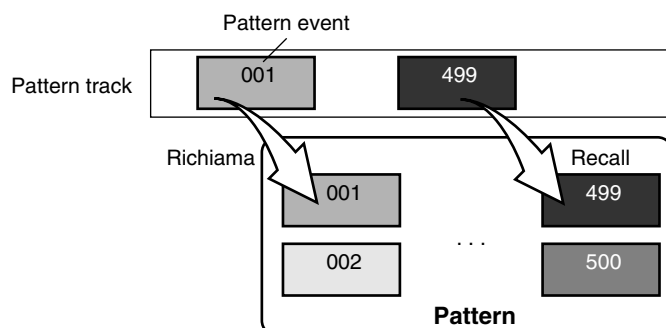 Pattern event
001 499
Pattern track
Richiama Recall
001 499
. . .
002 500
Pattern